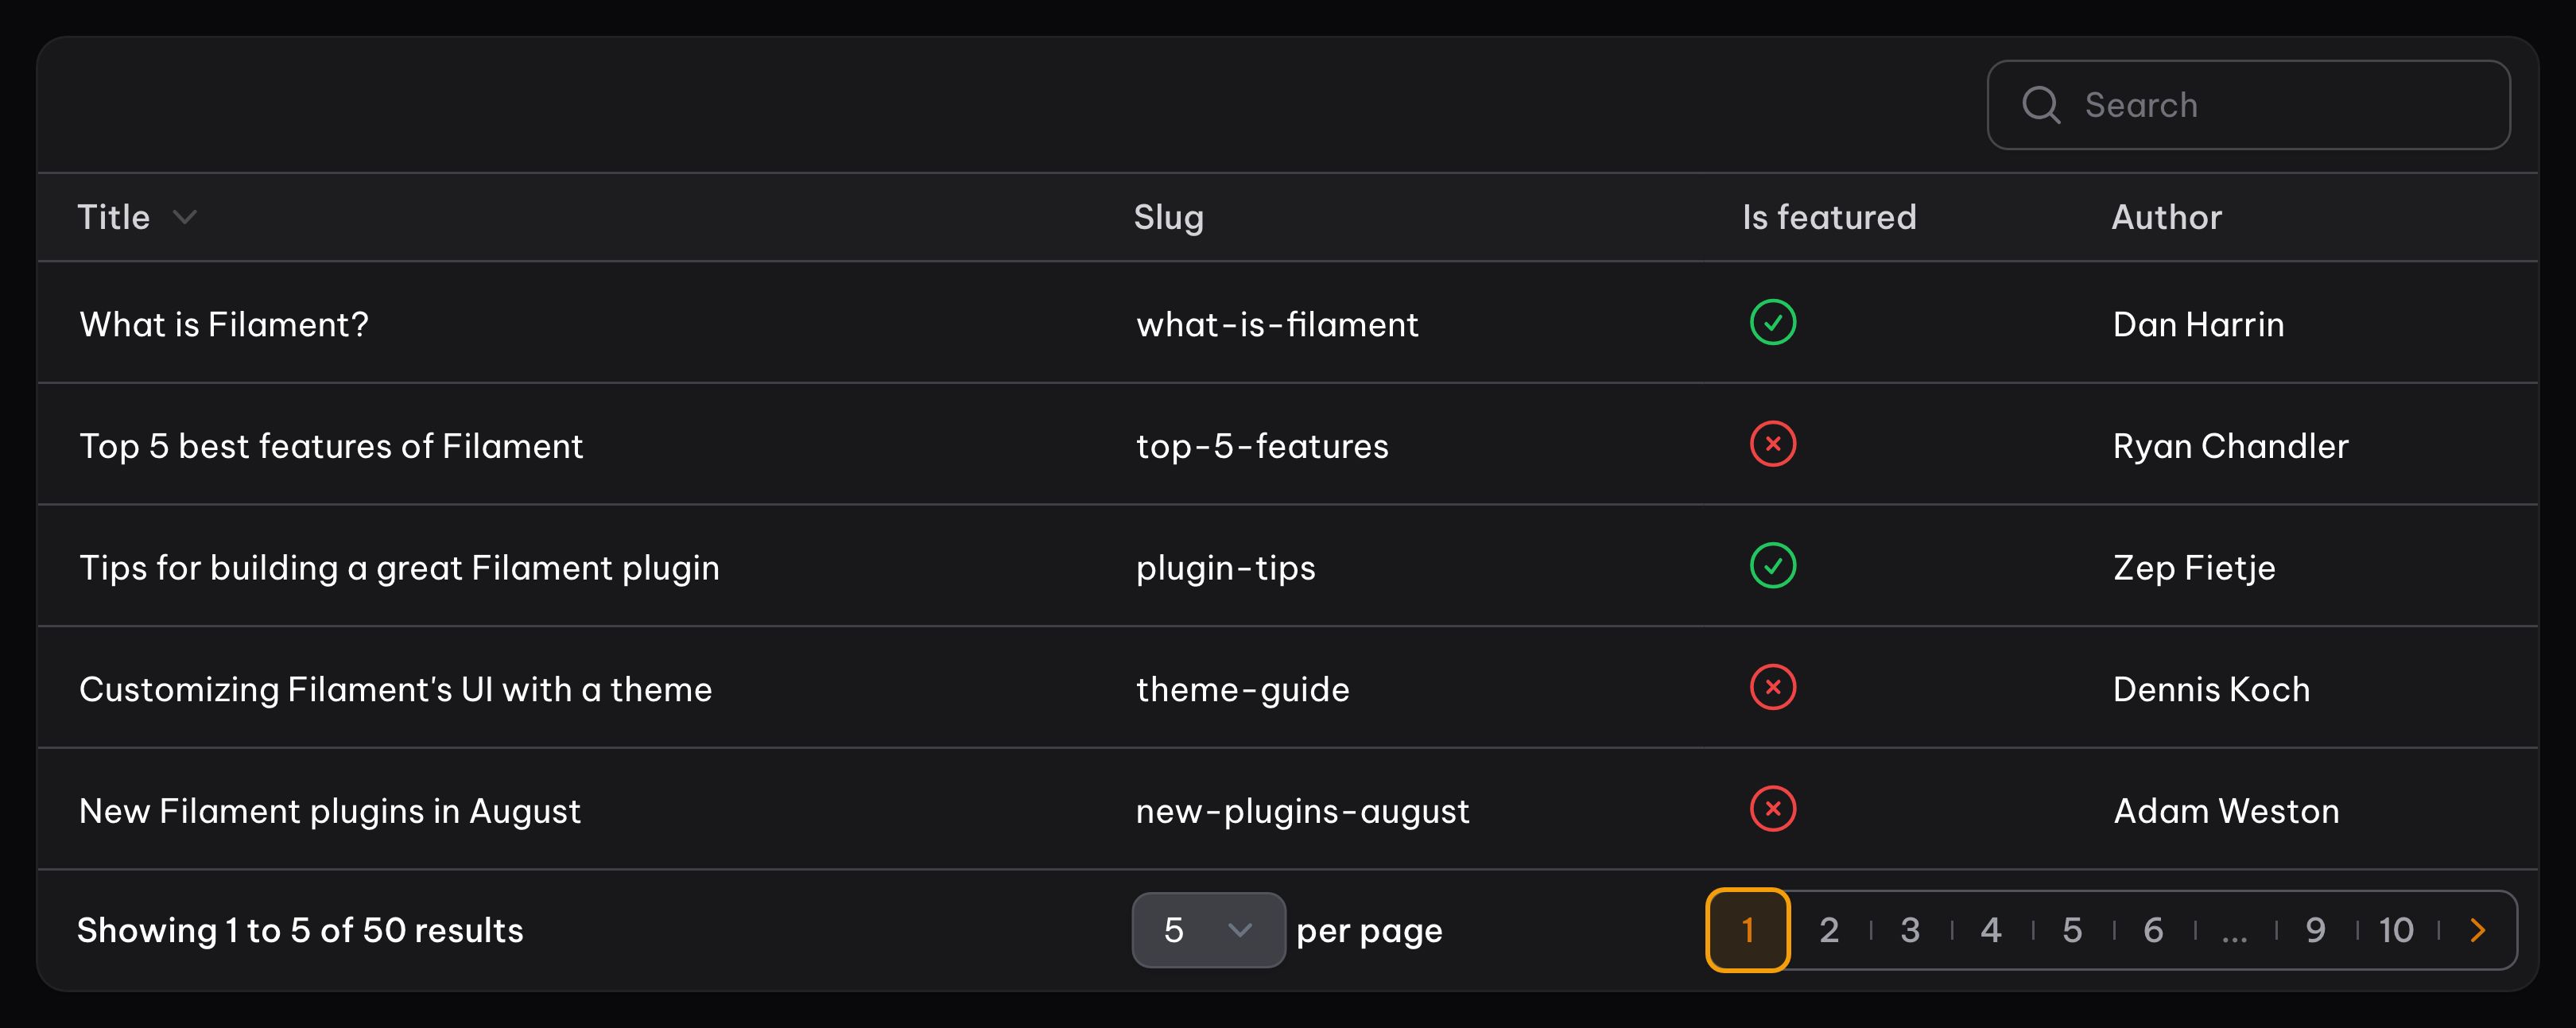 Search
Title Slug Is featured Author
What is Filament? what-is-filament Dan Harrin
Top 5 best features of Filament top-5-features Ryan Chandler
Tips for building a great Filament plugin plugin-tips Zep Fietje
Customizing Filament's UI with a theme theme-guide Dennis Koch
New Filament plugins in August new-plugins-august Adam Weston
Showing 1 to 5 of 50 results 5 per page 1 2 3 4 5 6 ... 9 10